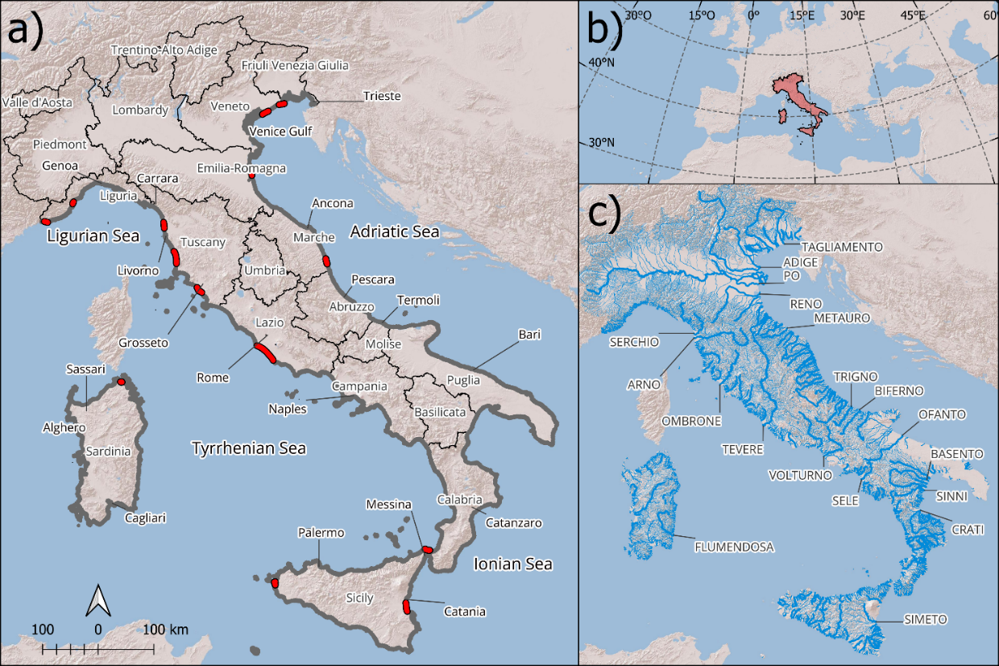 a)
Trentino-Alto Adige
Friuli Venezia Giulia
Valle d'Aosta
Lombardy
Veneto
Trieste
Venice Gulf
Piedmont
Genoa
Emilia-Romagna
Carrara
Liguria
Ancona
Ligurian Sea
Tuscany
Marche
Adriatic Sea
Livorno
Umbria
Pescara
Abruzzo
Termoli
Lazio
Grosseto
Molise
Bari
Sassari
Rome
Campania
Puglia
Naples
Basilicata
Alghero
Sardinia
Tyrrhenian Sea
Messina
Calabria
Cagliari
Catanzaro
Palermo
Ionian Sea
Sicily
Catania
100 0 100 km
b)
30°O 15°O 0° 15°E 30°E 45°E 60°
40°N
30°N
c)
TAGLIAMENTO
ADIGE
PO
RENO
METAURO
SERCHIO
ARNO
TRIGNO
BIFERNO
OMBRONE
OFANTO
TEVERE
BASENTO
VOLTURNO
SELE
SINNI
CRATI
FLUMENDOSA
SIMETO